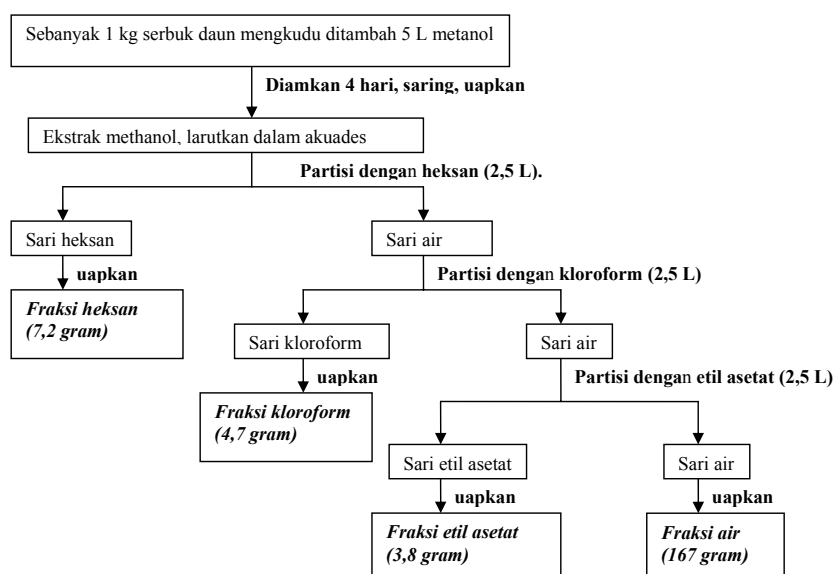 Sebanyak 1 kg serbuk daun mengkudu ditambah 5 L metanol
Diamkan 4 hari, saring, uapkan
Ekstrak methanol, larutkan dalam akuades
Partisi dengan heksan (2,5 L).
Sari heksan
Sari air
uapkan
Partisi dengan kloroform (2,5 L)
Fraksi heksan
(7,2 gram)
Sari kloroform
Sari air
uapkan
Partisi dengan etil asetat (2,5 L)
Fraksi kloroform
(4,7 gram)
Sari etil asetat
Sari air
uapkan
uapkan
Fraksi etil asetat
(3,8 gram)
Fraksi air
(167 gram)